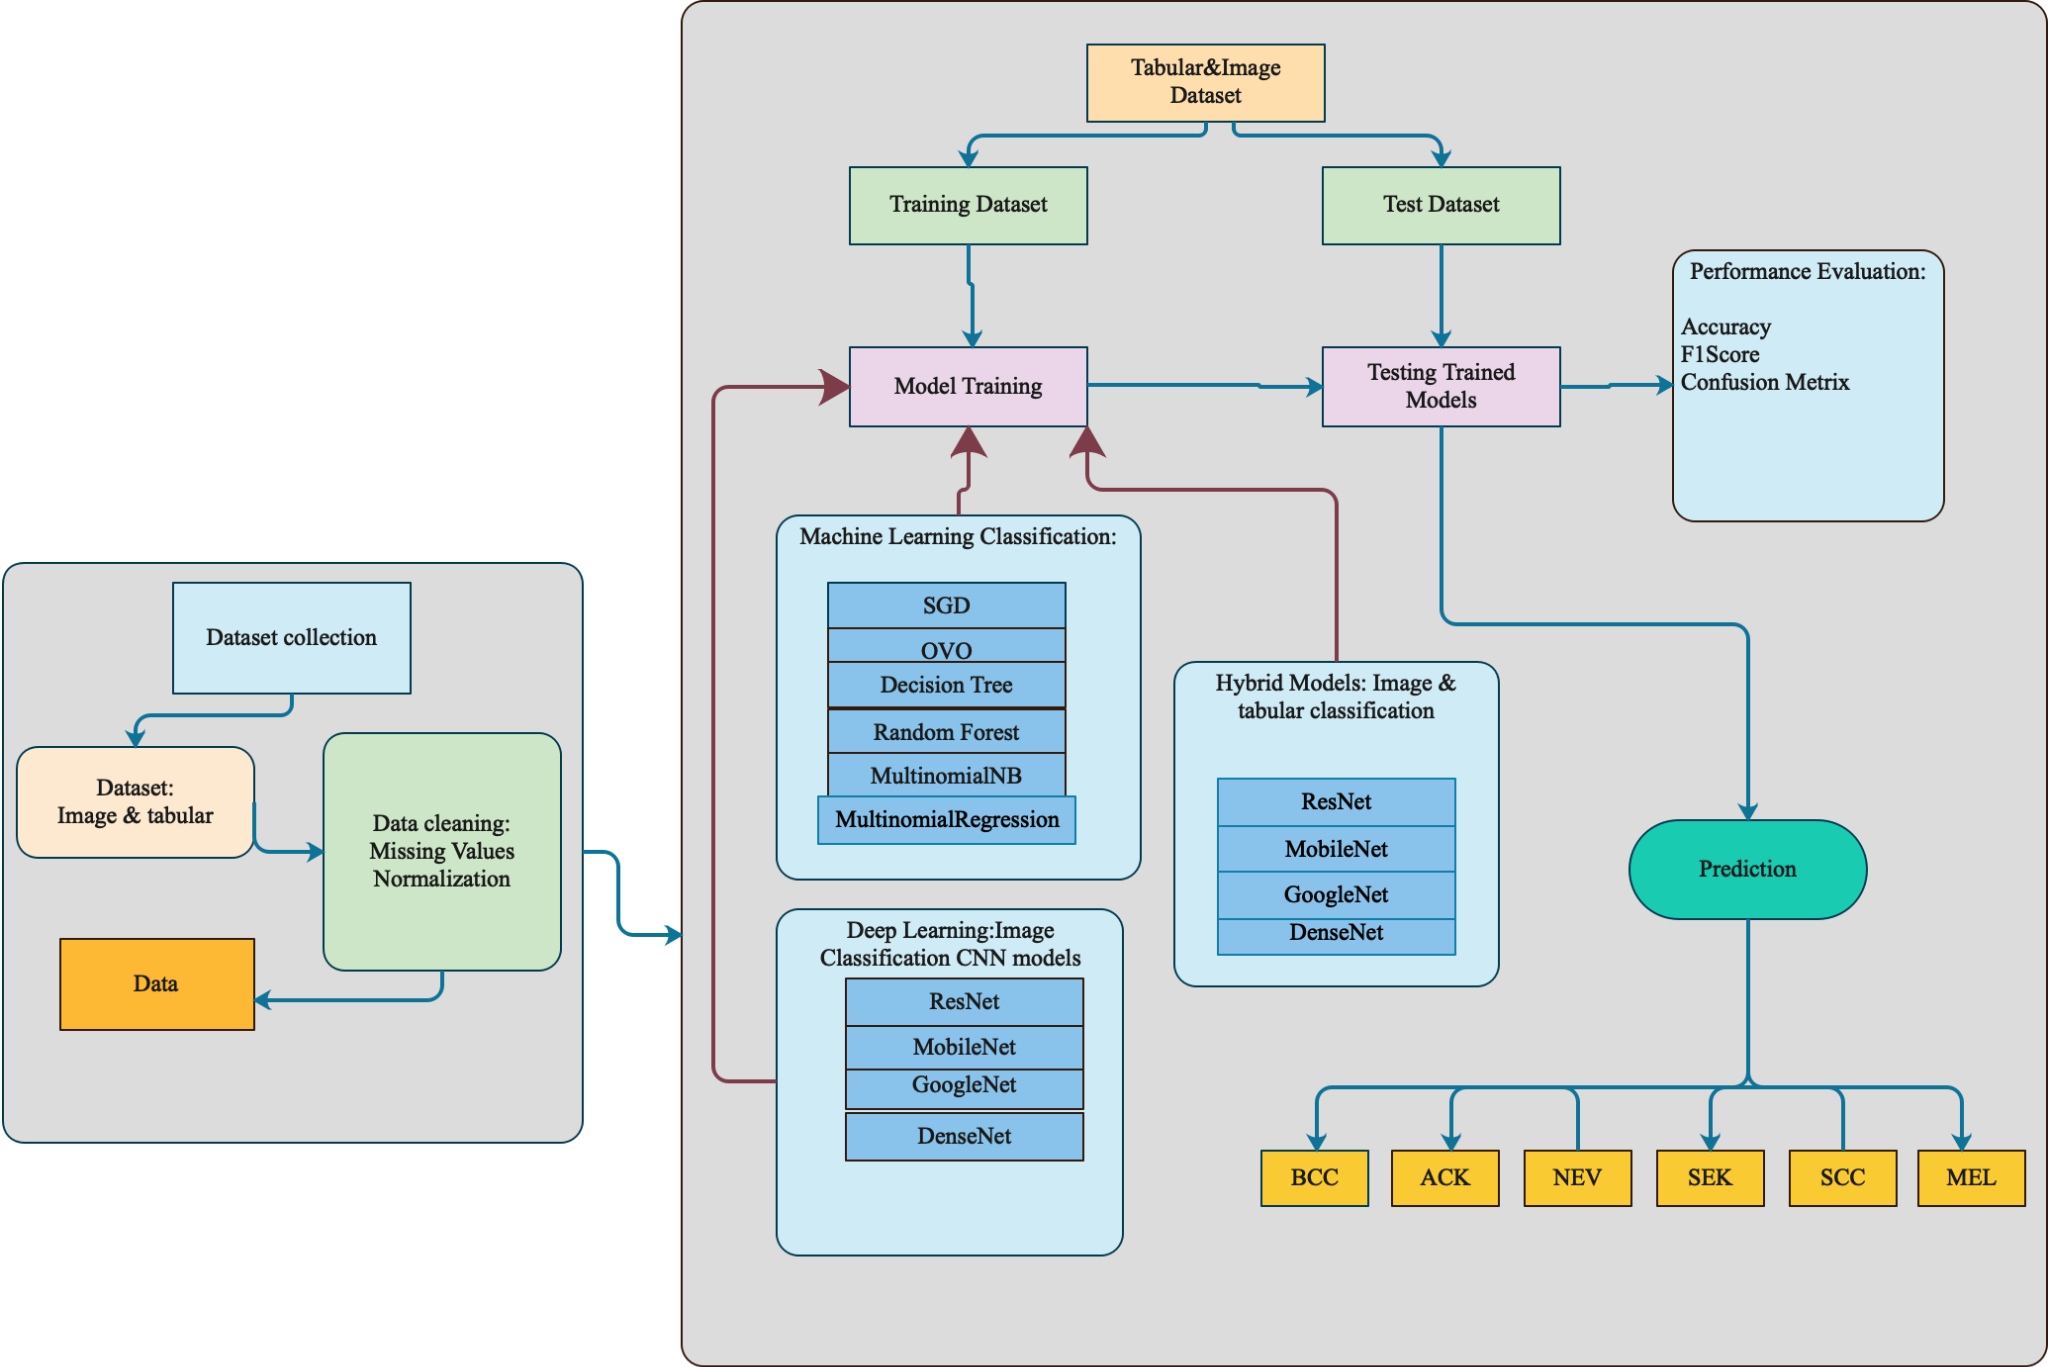 Dataset collection
Dataset:
Image & tabular
Data cleaning:
Missing Values
Normalization
Data
Tabular&Image
Dataset
Training Dataset
Test Dataset
Model Training
Testing Trained
Models
Performance Evaluation:
Accuracy
F1Score
Confusion Metrix
Machine Learning Classification:
SGD
OVO
Decision Tree
Random Forest
MultinomialNB
MultinomialRegression
Deep Learning:Image
Classification CNN models
ResNet
MobileNet
GoogleNet
DenseNet
Hybrid Models: Image &
tabular classification
ResNet
MobileNet
GoogleNet
DenseNet
Prediction
BCC
ACK
NEV
SEK
SCC
MEL